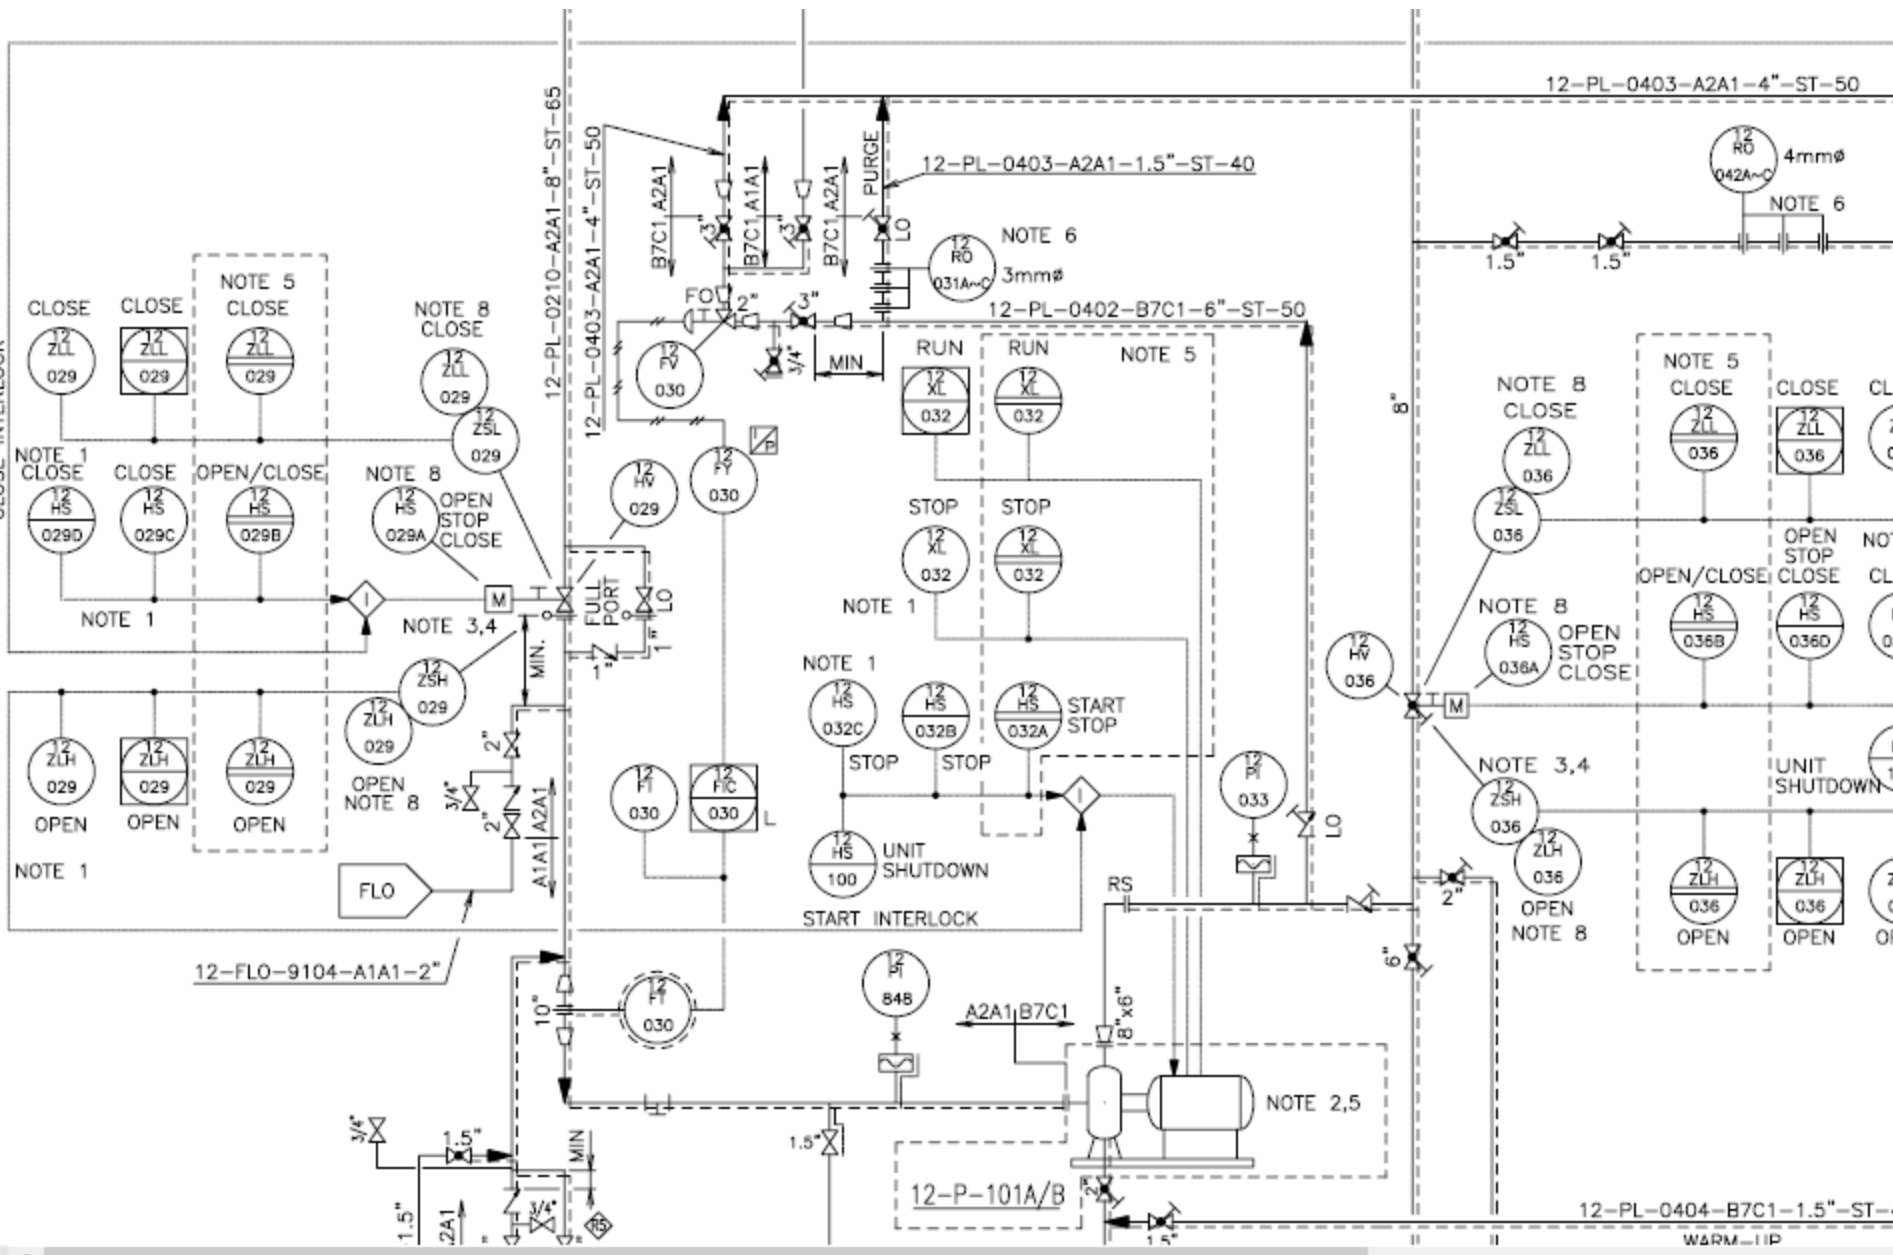 12-PL-0403-A2A1-4"-ST-50
12-PL-0210-A2A1-8"-ST-65
12-PL-0403-A2A1-4"-ST-50
B7C1 A2A1
3"
B7C1 A1A1
3"
B7C1 A2A1
PURGE
LO
12-PL-0403-A2A1-1.5"-ST-40
12
RO
031A~C
NOTE 6
3mmø
12
RO
042A~C
4mmø
NOTE 6
1.5"
1.5"
FO
2"
3"
12-PL-0402-B7C1-6"-ST-50
12
FV
030
3/4"
MIN
NOTE 5
CLOSE
12
ZLL
029
CLOSE
12
ZLL
029
CLOSE
12
ZLL
029
NOTE 8
CLOSE
12
ZLL
029
12
ZSL
029
NOTE 1
CLOSE
12
HS
029D
CLOSE
12
HS
029C
OPEN/CLOSE
12
HS
029B
NOTE 8
12
HS
029A
OPEN
STOP
CLOSE
12
HV
029
12
FY
030
I/P
RUN
12
XL
032
RUN
12
XL
032
NOTE 5
STOP
12
XL
032
STOP
12
XL
032
NOTE 1
NOTE 1
I
M
NOTE 3,4
FULL
PORT
LO
1"
1"
MIN.
12
ZSH
029
12
ZLH
029
OPEN
NOTE 8
12
ZLH
029
OPEN
12
ZLH
029
OPEN
12
ZLH
029
OPEN
NOTE 1
2"
3/4"
2"
A1A1 A2A1
FLO
12-FLO-9104-A1A1-2"
12
FI
030
12
FIC
030
L
NOTE 1
12
HS
032C
STOP
12
HS
032B
STOP
12
HS
032A
START
STOP
I
12
HS
100
UNIT
SHUTDOWN
START INTERLOCK
12
PI
033
LO
RS
8"
12
HV
036
M
NOTE 8
CLOSE
12
ZLL
036
12
ZSL
036
NOTE 8
12
HS
036A
OPEN
STOP
CLOSE
NOTE 3,4
12
ZSH
036
12
ZLH
036
OPEN
NOTE 8
NOTE 5
CLOSE
12
ZLL
036
CLOSE
12
ZLL
036
OPEN/CLOSE
12
HS
036B
OPEN
STOP
CLOSE
12
HS
036D
UNIT
SHUTDOWN
12
ZLH
036
OPEN
12
ZLH
036
OPEN
2"
6"
10"
12
FT
030
12
PI
848
A2A1 B7C1
8"x6"
NOTE 2,5
12-P-101A/B
2"
1.5"
3/4"
1.5"
MIN
3/4"
RS
1.5"
12-PL-0404-B7C1-1.5"-ST-
WARM-UP
1.5"